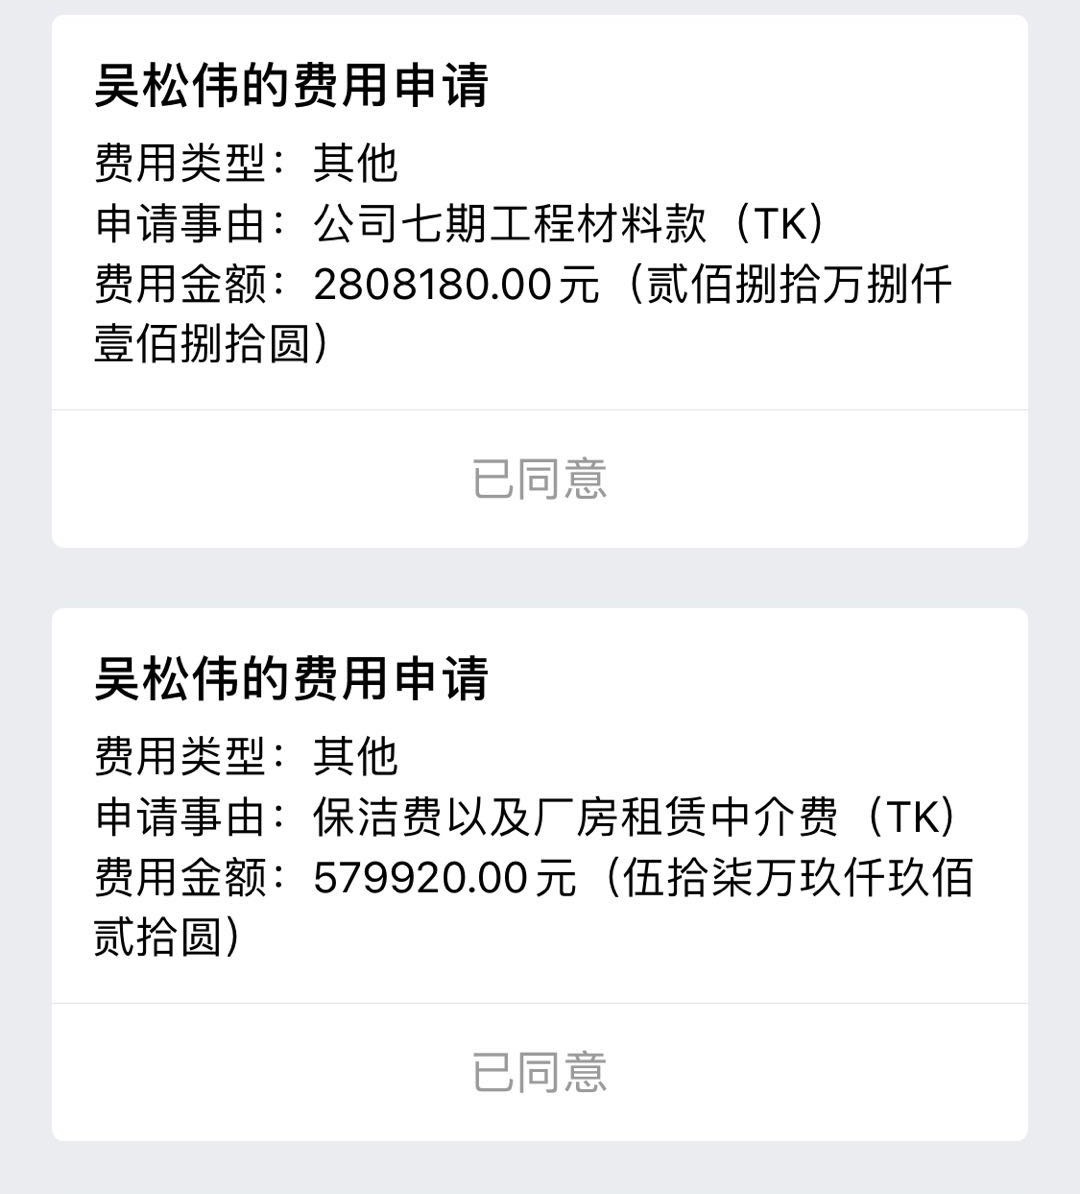 吴松伟的费用申请
费用类型：其他
申请事由：公司七期工程材料款（TK）
费用金额：2808180.00元（贰佰捌拾万捌仟
壹佰捌拾圆）
已同意
吴松伟的费用申请
费用类型：其他
申请事由：保洁费以及厂房租赁中介费（TK）
费用金额：579920.00元（伍拾柒万玖仟玖佰
贰拾圆）
已同意